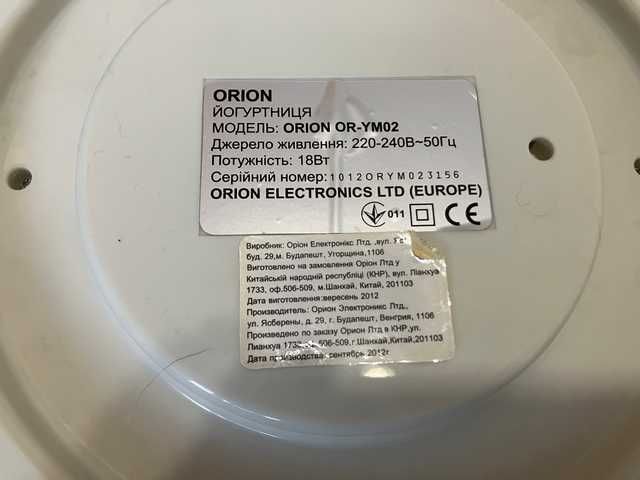 ORION
ЙОГУРТНИЦЯ
МОДЕЛЬ: ORION OR-YM02
Джерело живлення: 220-240В~50Гц
Потужність: 18Вт
Серійний номер:1012ORYM023156
ORION ELECTRONICS LTD (EUROPE)
011 CE
Виробник: Оріон Електронікс Лтд. ,вул.
буд. 29,м. Будапешт, Угорщина,1106
Виготовлено на замовлення Оріон Лтд у
Китайській народній республіці (КНР), вул. Ліанхуа
1733, оф.506-509, м.Шанхай, Китай, 201103
Дата виготовлення:вересень 2012
Производитель: Орион Электроникс Лтд.,
ул. Ясберены, д. 29, г. Будапешт, Венгрия, 1106
Произведено по заказу Орион Лтд в КНР,ул.
Лианхуа 1733, 506-509,г.Шанхай,Китай,201103
Дата производства: сентябрь 2012г